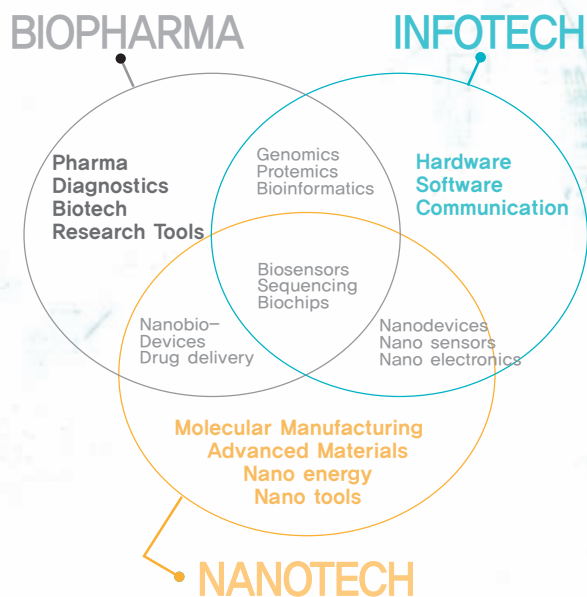 BIOPHARMA
INFOTECH
Pharma
Diagnostics
Biotech
Research Tools
Genomics
Protemics
Bioinformatics
Hardware
Software
Communication
Biosensors
Sequencing
Biochips
Nanobio–
Devices
Drug delivery
Nanodevices
Nano sensors
Nano electronics
Molecular Manufacturing
Advanced Materials
Nano energy
Nano tools
NANOTECH